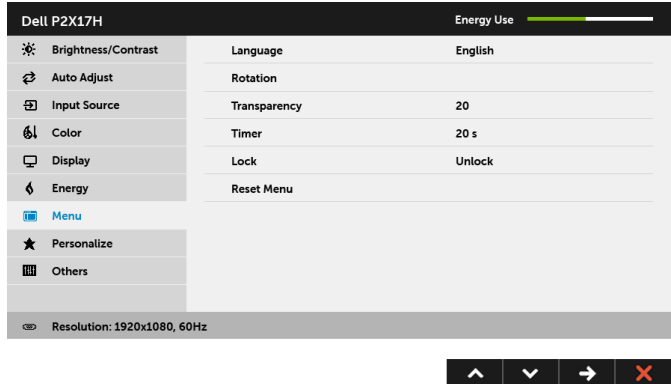 Dell P2X17H Energy Use
Brightness/Contrast Language English
Auto Adjust Rotation
Input Source Transparency 20
Color Timer 20 s
Display Lock Unlock
Energy Reset Menu
Menu
Personalize
Others
Resolution: 1920x1080, 60Hz